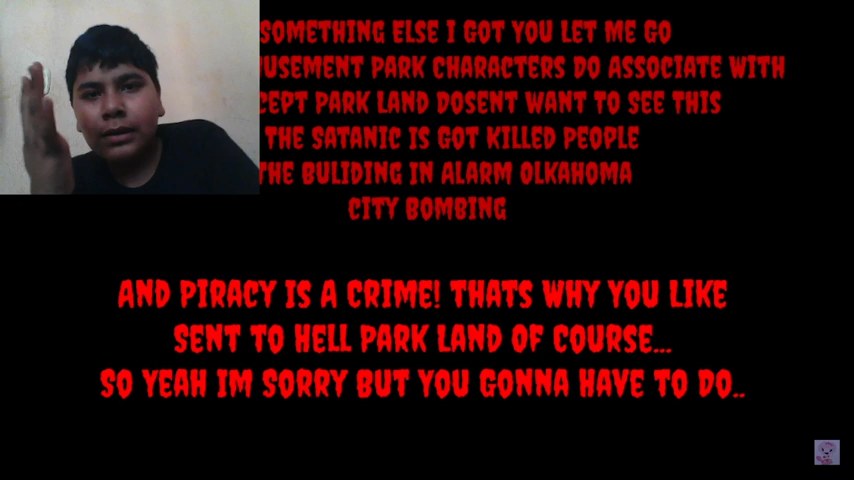 SOMETHING ELSE I GOT YOU LET ME GO
PARK CHARACTERS DO ASSOCIATE WITH
PARK LAND DOSENT WANT TO SEE THIS
THE SATANIC IS GOT KILLED PEOPLE
THE BULIDING IN ALARM OLKAHOMA
CITY BOMBING
AND PIRACY IS A CRIME! THATS WHY YOU LIKE
SENT TO HELL PARK LAND OF COURSE...
SO YEAH IM SORRY BUT YOU GONNA HAVE TO DO..